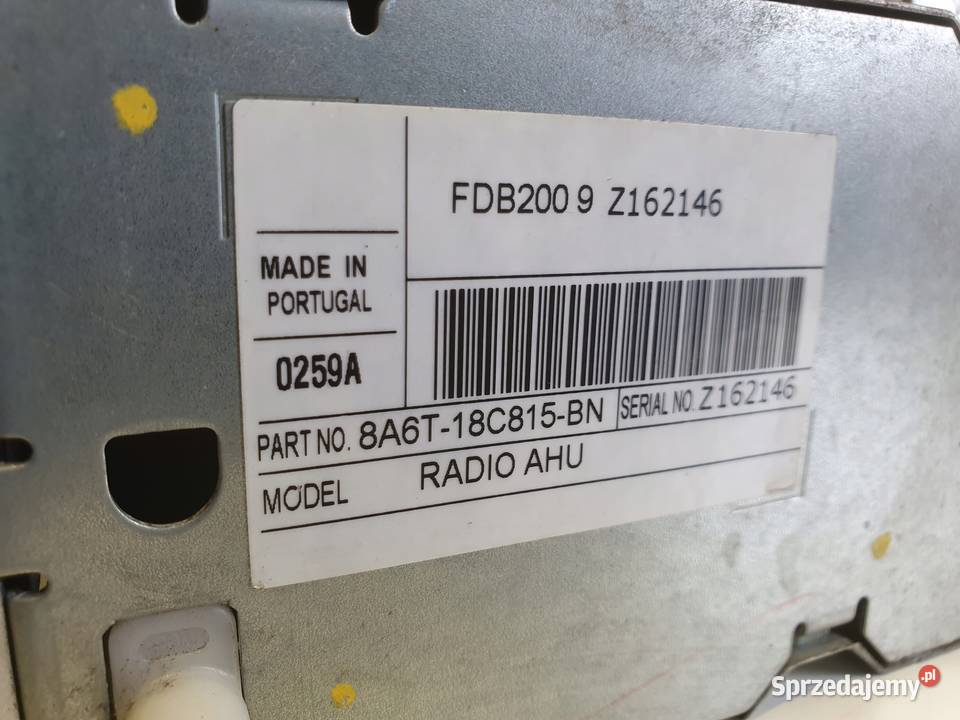 FDB200 9 Z162146
MADE IN
PORTUGAL
0259A
PART NO. 8A6T-18C815-BN SERIAL NO. Z162146
MODEL RADIO AHU
Sprzedajemy.pl